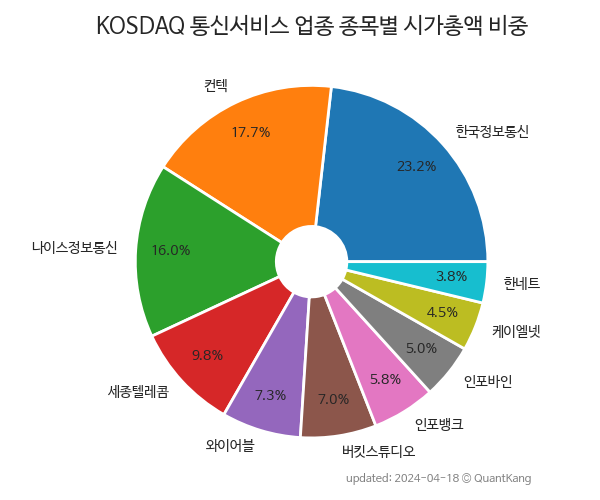 KOSDAQ 통신서비스 업종 종목별 시가총액 비중
컨텍
17.7%
한국정보통신
23.2%
나이스정보통신
16.0%
한네트
3.8%
케이엘넷
4.5%
인포바인
5.0%
세종텔레콤
9.8%
인포뱅크
5.8%
와이어블
7.3%
버킷스튜디오
7.0%
updated: 2024-04-18 © QuantKang